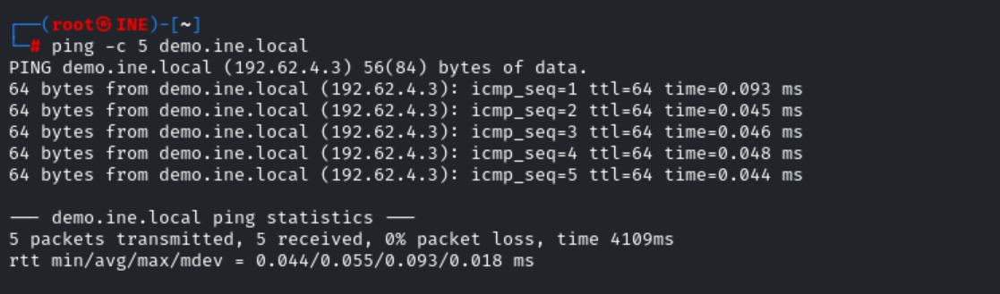 ┌──(root㉿INE)-[~]
└─# ping -c 5 demo.ine.local
PING demo.ine.local (192.62.4.3) 56(84) bytes of data.
64 bytes from demo.ine.local (192.62.4.3): icmp_seq=1 ttl=64 time=0.093 ms
64 bytes from demo.ine.local (192.62.4.3): icmp_seq=2 ttl=64 time=0.045 ms
64 bytes from demo.ine.local (192.62.4.3): icmp_seq=3 ttl=64 time=0.046 ms
64 bytes from demo.ine.local (192.62.4.3): icmp_seq=4 ttl=64 time=0.048 ms
64 bytes from demo.ine.local (192.62.4.3): icmp_seq=5 ttl=64 time=0.044 ms
--- demo.ine.local ping statistics ---
5 packets transmitted, 5 received, 0% packet loss, time 4109ms
rtt min/avg/max/mdev = 0.044/0.055/0.093/0.018 ms